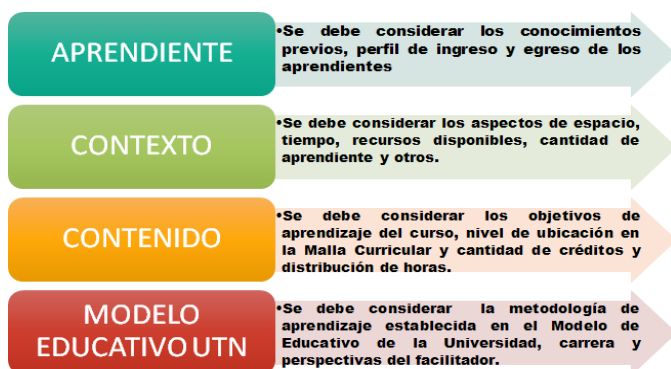 APRENDIENTE
•Se debe considerar los conocimientos
previos, perfil de ingreso y egreso de los
aprendientes
CONTEXTO
•Se debe considerar los aspectos de espacio,
tiempo, recursos disponibles, cantidad de
aprendiente y otros.
CONTENIDO
•Se debe considerar los objetivos de
aprendizaje del curso, nivel de ubicación en
la Malla Curricular y cantidad de créditos y
distribución de horas.
MODELO
EDUCATIVO UTN
•Se debe considerar la metodología de
aprendizaje establecida en el Modelo de
Educativo de la Universidad, carrera y
perspectivas del facilitador.